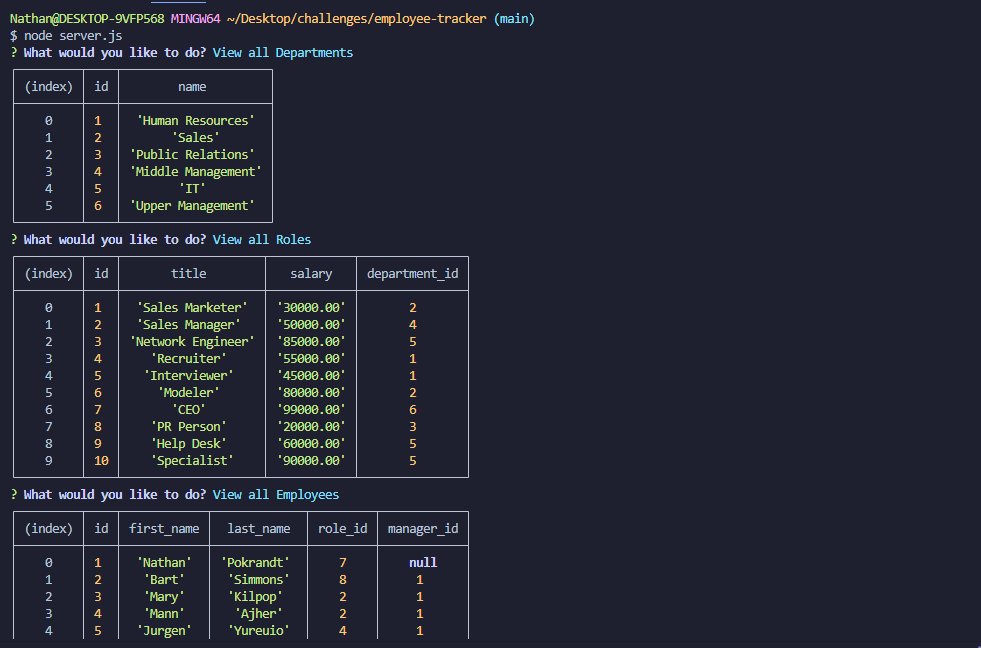 Nathan@DESKTOP-9VFP568 MINGW64 ~/Desktop/challenges/employee-tracker (main)
$ node server.js
? What would you like to do? View all Departments
(index) id name
0 1 'Human Resources'
1 2 'Sales'
2 3 'Public Relations'
3 4 'Middle Management'
4 5 'IT'
5 6 'Upper Management'
? What would you like to do? View all Roles
(index) id title salary department_id
0 1 'Sales Marketer' '30000.00' 2
1 2 'Sales Manager' '50000.00' 4
2 3 'Network Engineer' '85000.00' 5
3 4 'Recruiter' '55000.00' 1
4 5 'Interviewer' '45000.00' 1
5 6 'Modeler' '80000.00' 2
6 7 'CEO' '99000.00' 6
7 8 'PR Person' '20000.00' 3
8 9 'Help Desk' '60000.00' 5
9 10 'Specialist' '90000.00' 5
? What would you like to do? View all Employees
(index) id first_name last_name role_id manager_id
0 1 'Nathan' 'Pokrandt' 7 null
1 2 'Bart' 'Simmons' 8 1
2 3 'Mary' 'Kilpop' 2 1
3 4 'Mann' 'Ajher' 2 1
4 5 'Jurgen' 'Yureuio' 4 1